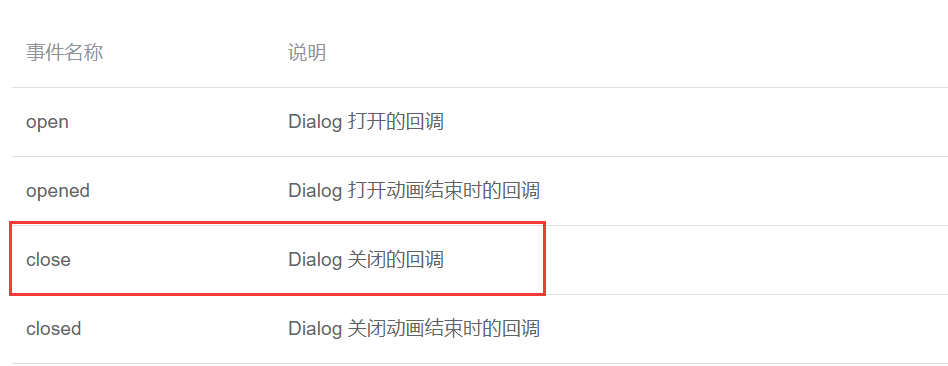 事件名称 说明
open Dialog 打开的回调
opened Dialog 打开动画结束时的回调
close Dialog 关闭的回调
closed Dialog 关闭动画结束时的回调